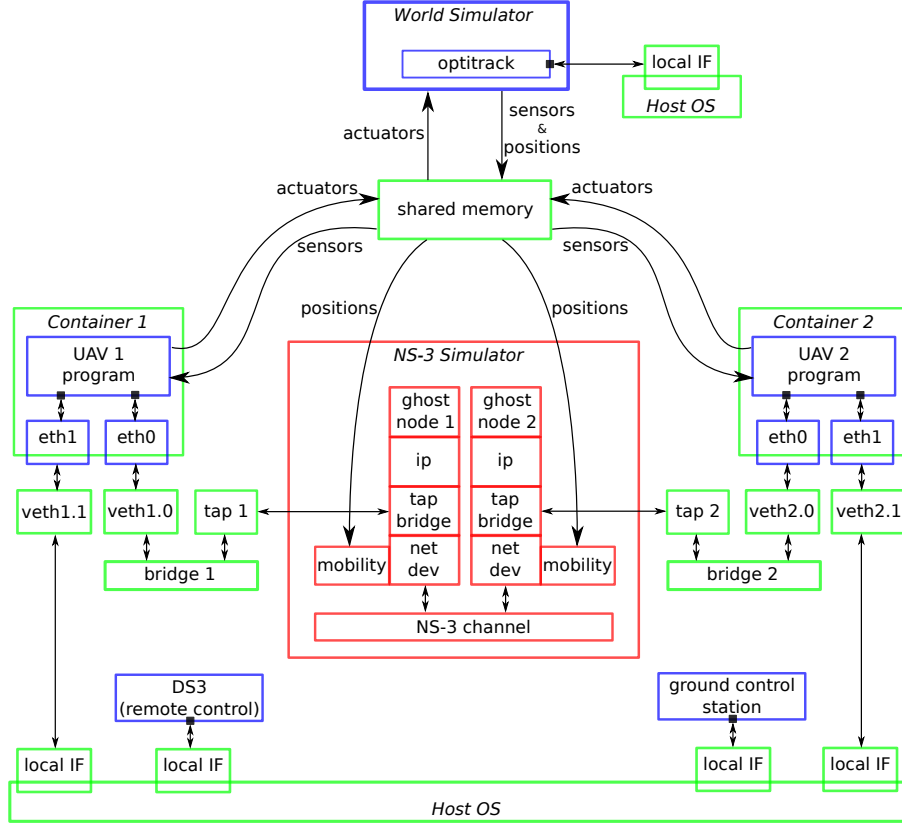 World Simulator
optitrack
local IF
Host OS
actuators
sensors
&
positions
shared memory
actuators
sensors
actuators
sensors
positions
positions
Container 1
UAV 1
program
eth1
eth0
veth1.1
veth1.0
tap 1
bridge 1
NS-3 Simulator
ghost
node 1
ip
tap
bridge
net
dev
mobility
ghost
node 2
ip
tap
bridge
net
dev
mobility
NS-3 channel
Container 2
UAV 2
program
eth0
eth1
tap 2
veth2.0
veth2.1
bridge 2
DS3
(remote control)
ground control
station
local IF
local IF
local IF
local IF
Host OS